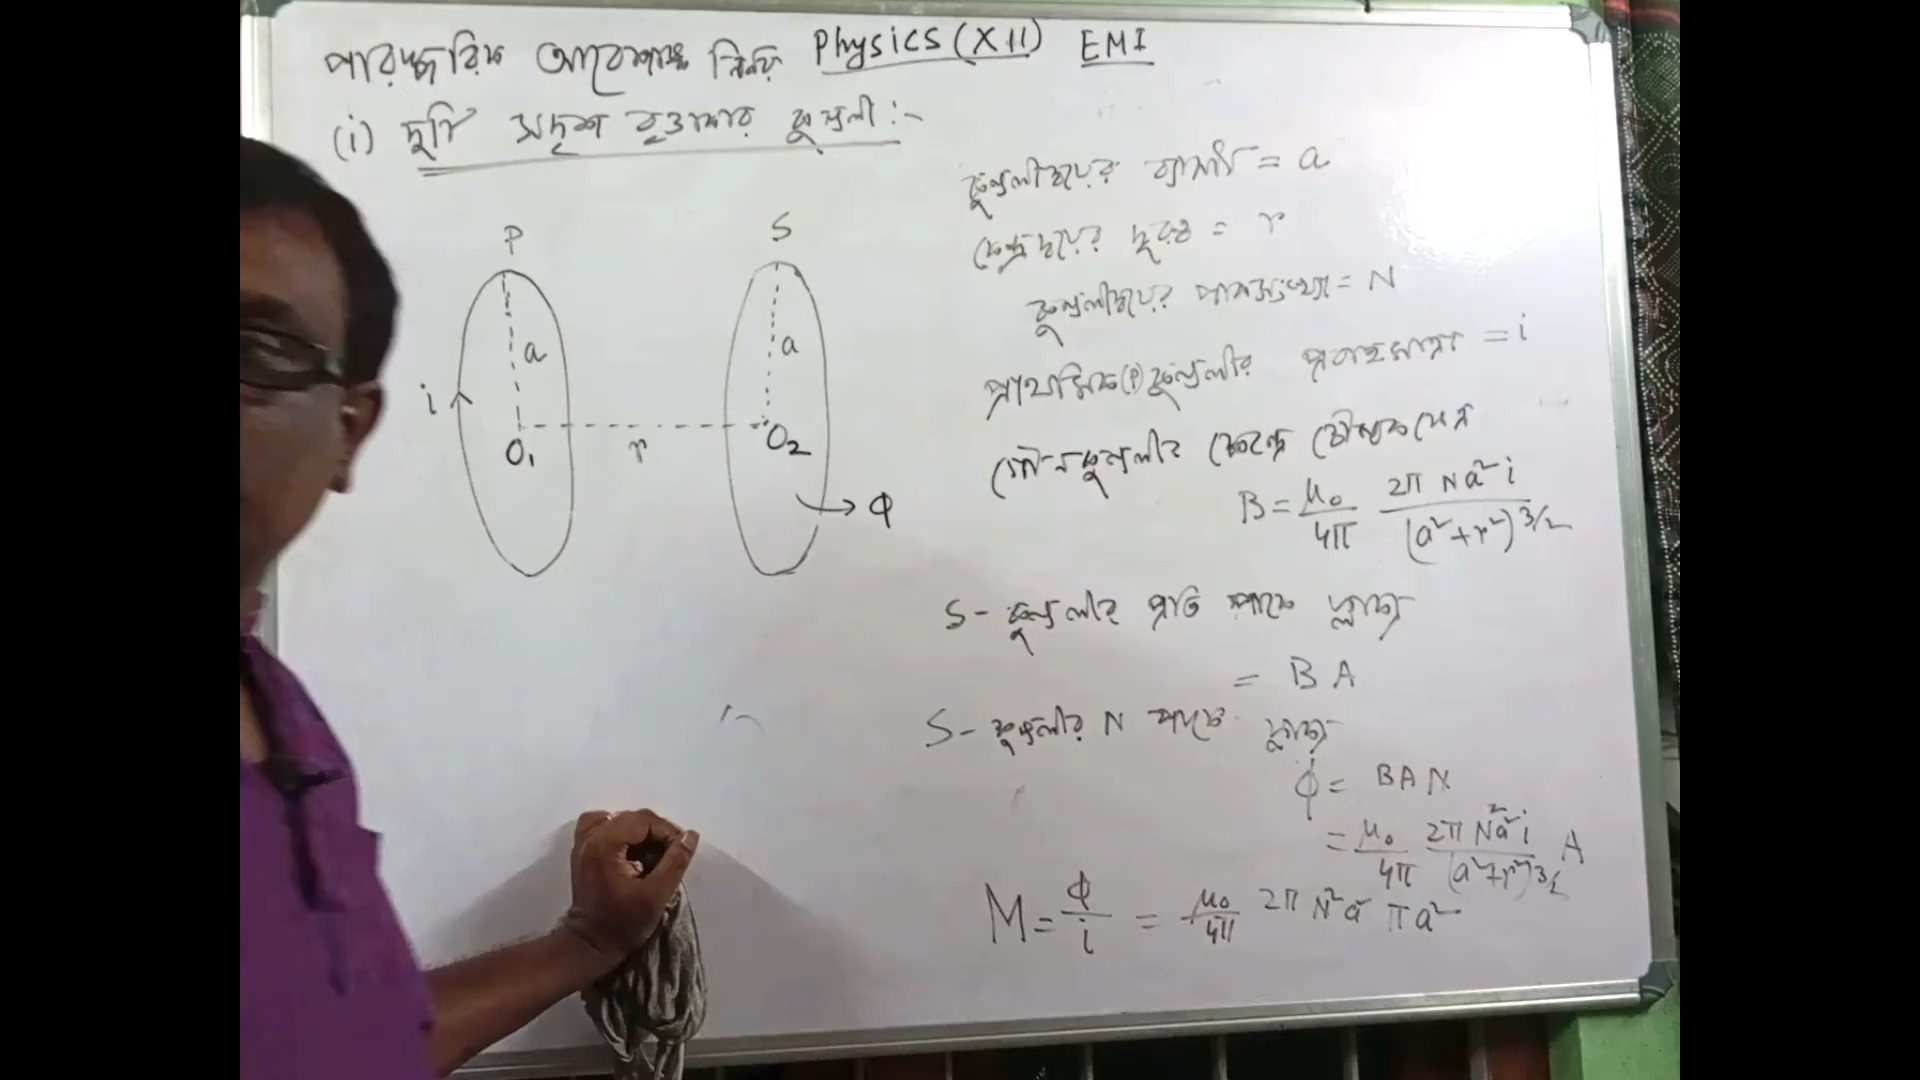 পারস্পরিক আবেশাঙ্ক নির্ণয় Physics (XII) EMI
(i) দুটি সদৃশ বৃত্তাকার কুণ্ডলী :-
P
S
a
a
i
O₁
r
O₂
Φ
কুণ্ডলীদ্বয়ের ব্যাসার্ধ = a
কেন্দ্রদ্বয়ের দূরত্ব = r
কুণ্ডলীদ্বয়ের পাকসংখ্যা = N
প্রাথমিক (P) কুণ্ডলীর প্রবাহমাত্রা = i
গৌণকুণ্ডলীর কেন্দ্রে চৌম্বকক্ষেত্র
B = μ₀/4π 2π N a² i/(a²+r²)^3/2
S - কুণ্ডলীর প্রতি পাকে ফ্লাক্স
= B A
S - কুণ্ডলীর N পাকে ফ্লাক্স
Φ = B A N
= μ₀/4π 2π N² a² i/(a²+r²)^3/2 A
M = Φ/i = μ₀/4π 2π N² a² π a²